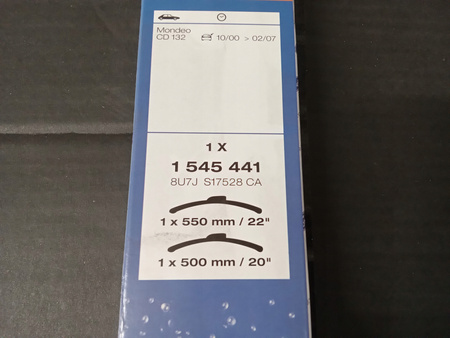 Mondeo
CD 132 10/00 > 02/07
1 X
1 545 441
8U7J S17528 CA
1 x 550 mm / 22"
1 x 500 mm / 20"